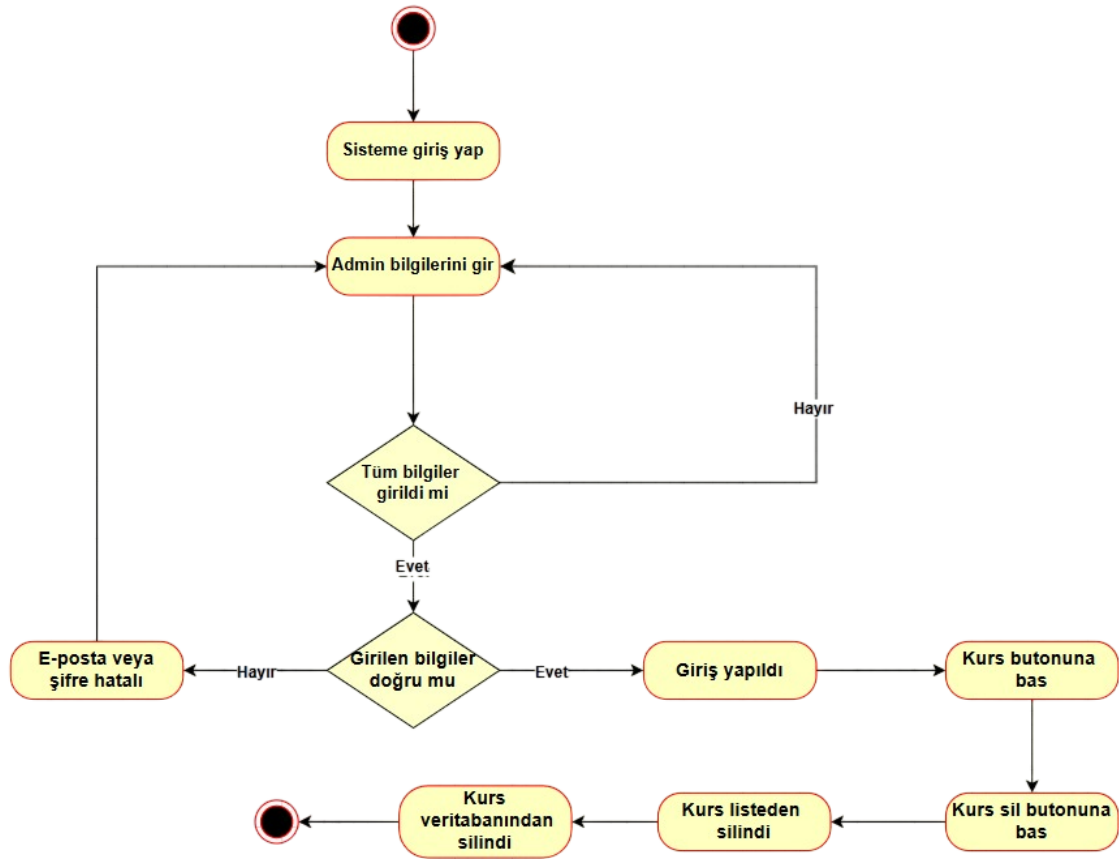 Sisteme giriş yap
Admin bilgilerini gir
Hayır
Tüm bilgiler
girildi mi
Evet
E-posta veya
şifre hatalı
Hayır
Girilen bilgiler
doğru mu
Evet
Giriş yapıldı
Kurs butonuna
bas
Kurs sil butonuna
bas
Kurs listeden
silindi
Kurs
veritabanından
silindi